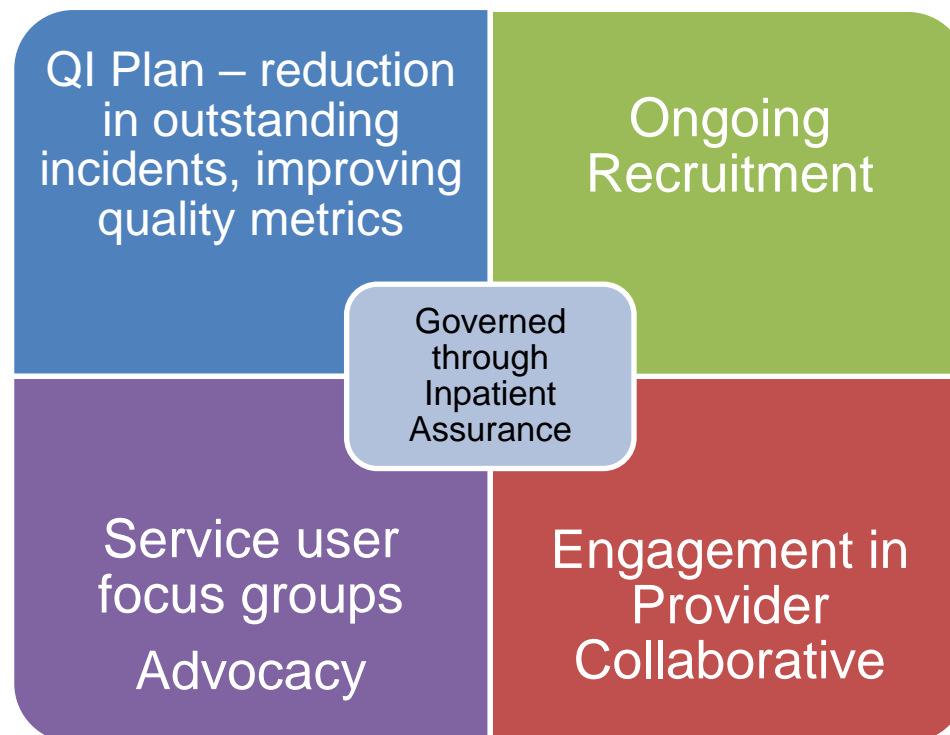 QI Plan – reduction
in outstanding
incidents, improving
quality metrics
Ongoing
Recruitment
Governed
through
Inpatient
Assurance
Service user
focus groups
Advocacy
Engagement in
Provider
Collaborative